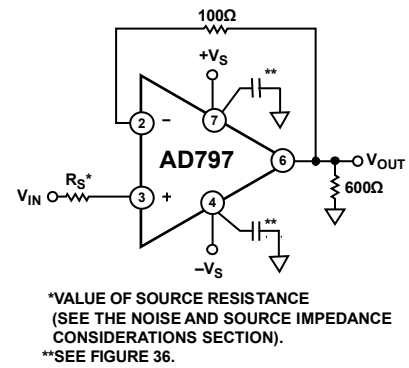 100Ω
+VS
**
2
−
7
AD797
6
VOUT
RS*
VIN
3
+
4
600Ω
**
−VS
*VALUE OF SOURCE RESISTANCE
(SEE THE NOISE AND SOURCE IMPEDANCE
CONSIDERATIONS SECTION).
**SEE FIGURE 36.